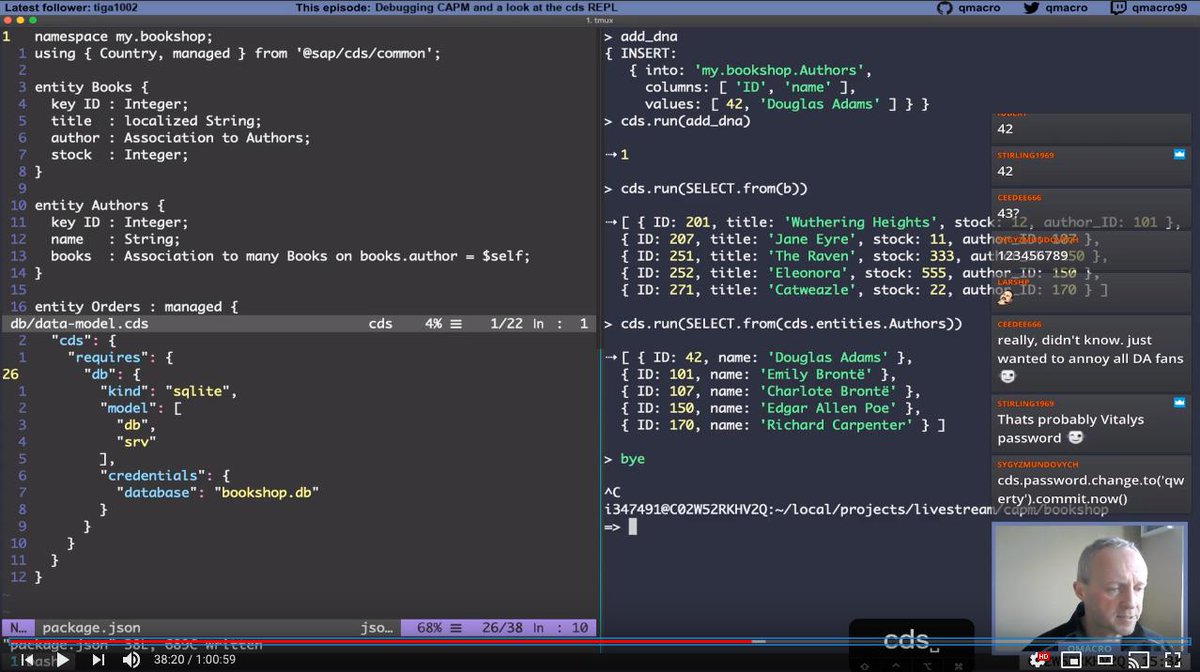 Latest follower: tiga1002 This episode: Debugging CAPM and a look at the cds REPL qmacro qmacro qmacro99
1. tmux
1 namespace my.bookshop;
1 using { Country, managed } from '@sap/cds/common';
2
3 entity Books {
4 key ID : Integer;
5 title : localized String;
6 author : Association to Authors;
7 stock : Integer;
8 }
9
10 entity Authors {
11 key ID : Integer;
12 name : String;
13 books : Association to many Books on books.author = $self;
14 }
15
16 entity Orders : managed {
db/data-model.cds cds 4% ☰ 1/22 ln : 1
2 "cds": {
1 "requires": {
26 "db": {
1 "kind": "sqlite",
2 "model": [
3 "db",
4 "srv"
5 ],
6 "credentials": {
7 "database": "bookshop.db"
8 }
9 }
10 }
11 }
12 }
~
~
N… package.json jso… 68% ☰ 26/38 ln : 10
"package.json" 38L, 689C written
> add_dna
{ INSERT:
{ into: 'my.bookshop.Authors',
columns: [ 'ID', 'name' ],
values: [ 42, 'Douglas Adams' ] } }
> cds.run(add_dna)
⇢ 1
> cds.run(SELECT.from(b))
⇢ [ { ID: 201, title: 'Wuthering Heights', stock: 12, author_ID: 101 },
{ ID: 207, title: 'Jane Eyre', stock: 11, author_ID: 107 },
{ ID: 251, title: 'The Raven', stock: 333, author_ID: 150 },
{ ID: 252, title: 'Eleonora', stock: 555, author_ID: 150 },
{ ID: 271, title: 'Catweazle', stock: 22, author_ID: 170 } ]
> cds.run(SELECT.from(cds.entities.Authors))
⇢ [ { ID: 42, name: 'Douglas Adams' },
{ ID: 101, name: 'Emily Brontë' },
{ ID: 107, name: 'Charlote Brontë' },
{ ID: 150, name: 'Edgar Allen Poe' },
{ ID: 170, name: 'Richard Carpenter' } ]
> bye
^C
i347491@C02W52RKHV2Q:~/local/projects/livestream/capm/bookshop
=>
42
STIRLING1969
42
CEEDEE666
43?
SYGYZMUNDOVYCH
123456789
LARSHP
CEEDEE666
really, didn't know. just
wanted to annoy all DA fans
STIRLING1969
Thats probably Vitalys
password
SYGYZMUNDOVYCH
cds.password.change.to('qw
erty').commit.now()
cds␣
QMACRO
38:20 / 1:00:59
HD